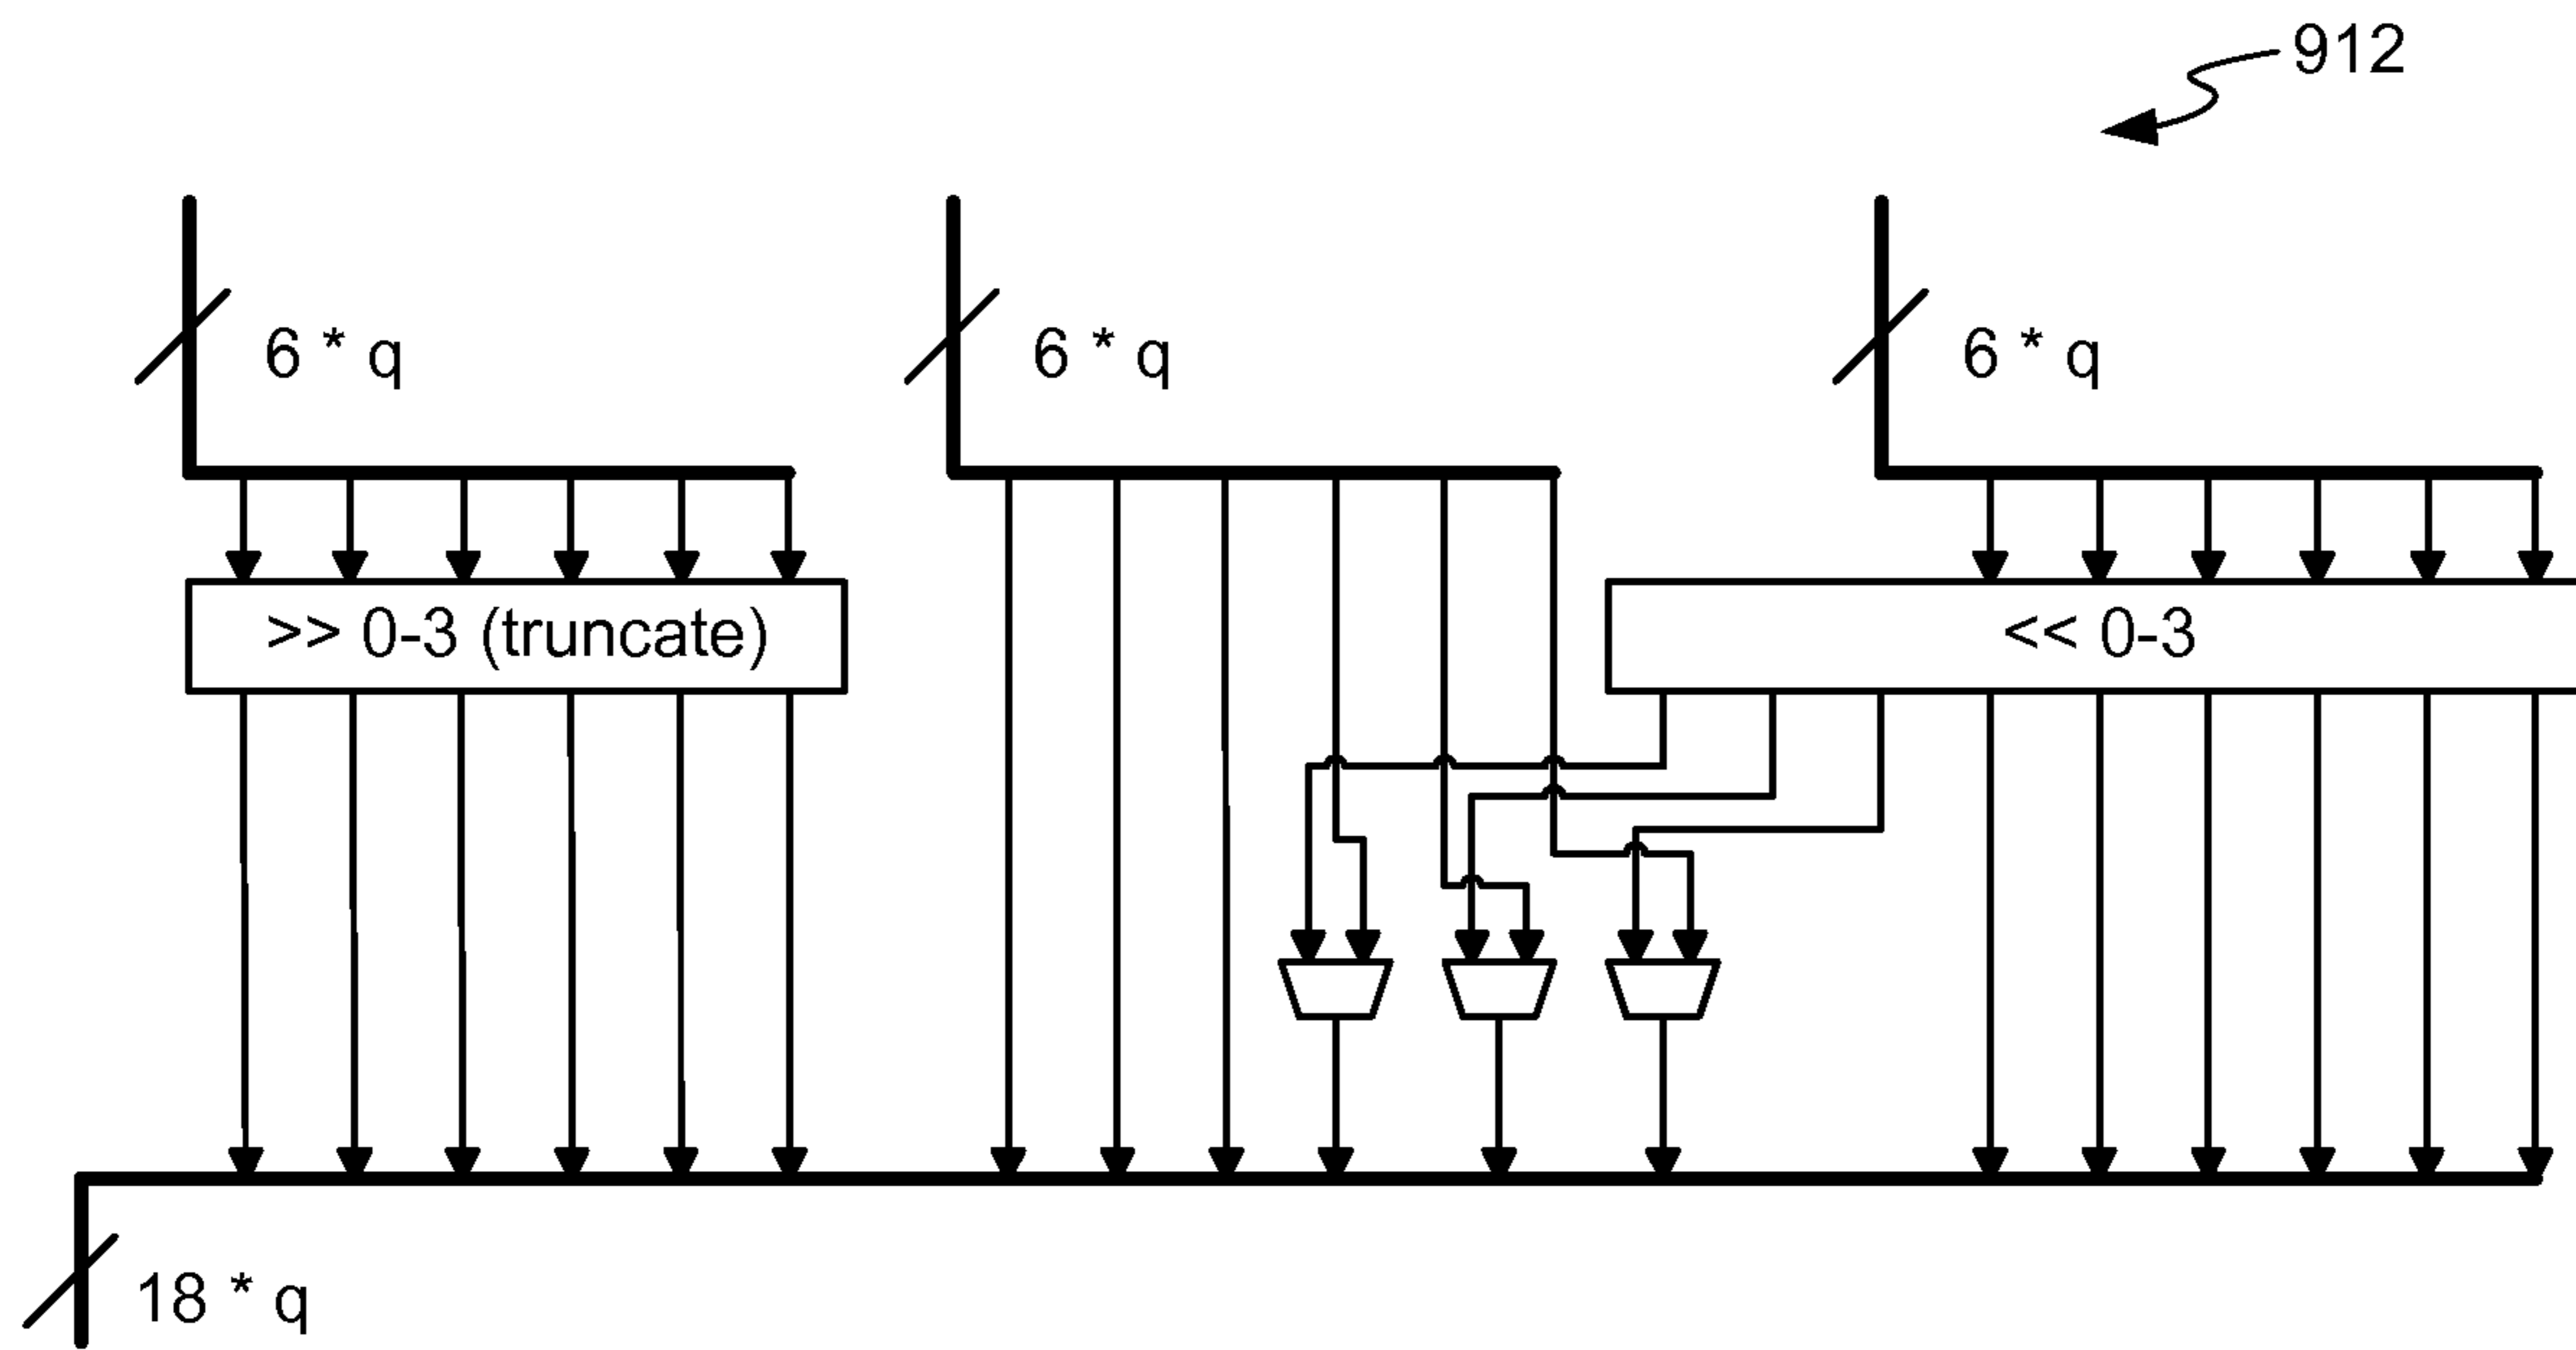 912
6 * q
6 * q
6 * q
>> 0-3 (truncate)
<< 0-3
18 * q